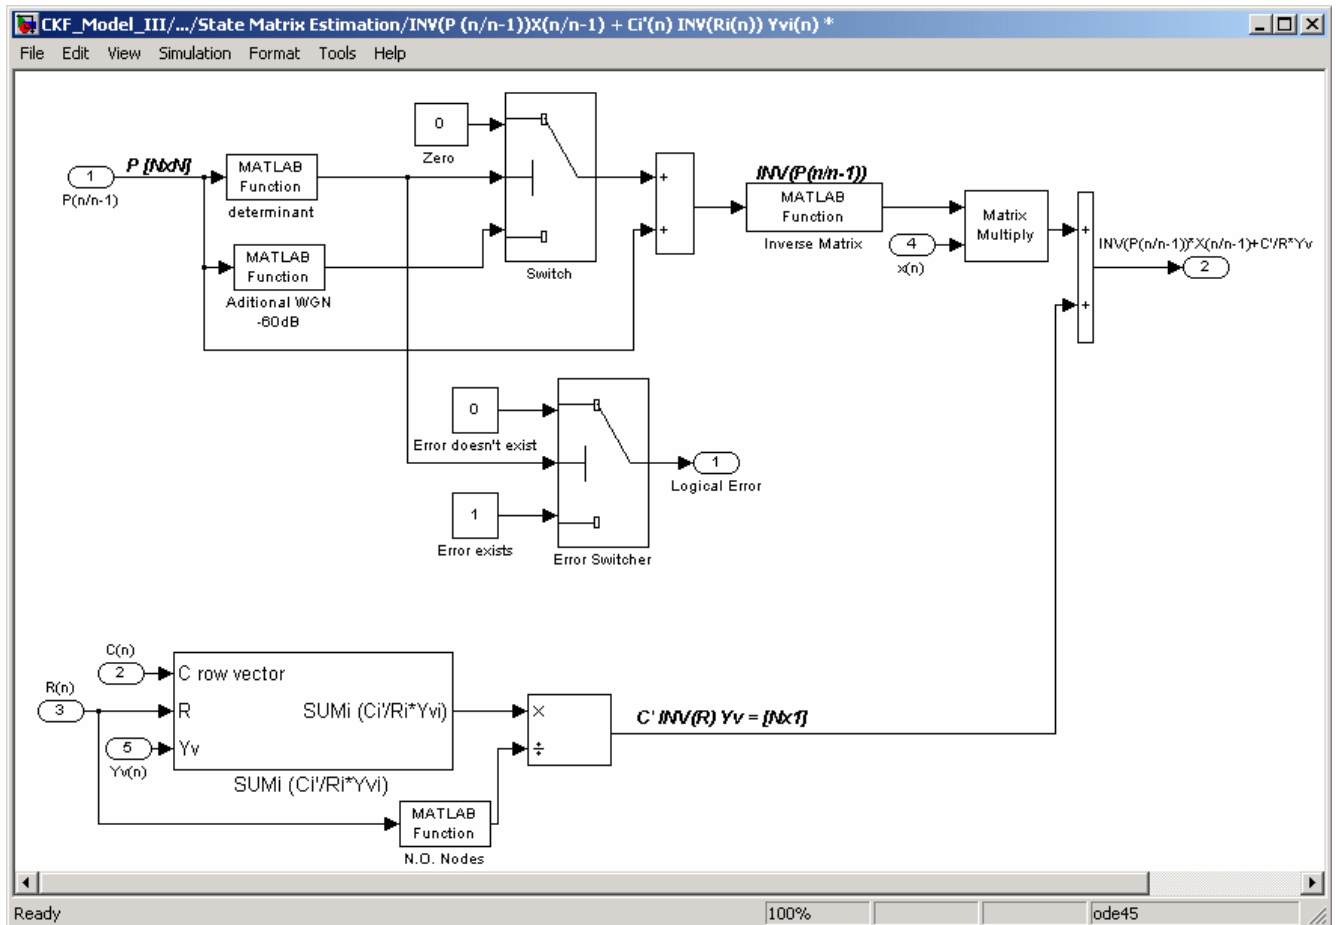 CKF_Model_III/.../State Matrix Estimation/INV(P (n/n-1))X(n/n-1) + Ci'(n) INV(Ri(n)) Yvi(n) *
File Edit View Simulation Format Tools Help
0
Zero
1
P(n/n-1)
P [NxN]
MATLAB
Function
determinant
MATLAB
Function
Aditional WGN
-60dB
Switch
+
+
INV(P(n/n-1))
MATLAB
Function
Inverse Matrix
4
x(n)
Matrix
Multiply
+
+
INV(P(n/n-1))*X(n/n-1)+C'/R*Yv
2
0
Error doesn't exist
1
Error exists
Error Switcher
1
Logical Error
C(n)
2
R(n)
3
5
Yv(n)
C row vector
R
Yv
SUMi (Ci'/Ri*Yvi)
SUMi (Ci'/Ri*Yvi)
×
÷
C' INV(R) Yv = [Nx1]
MATLAB
Function
N.O. Nodes
Ready
100%
ode45